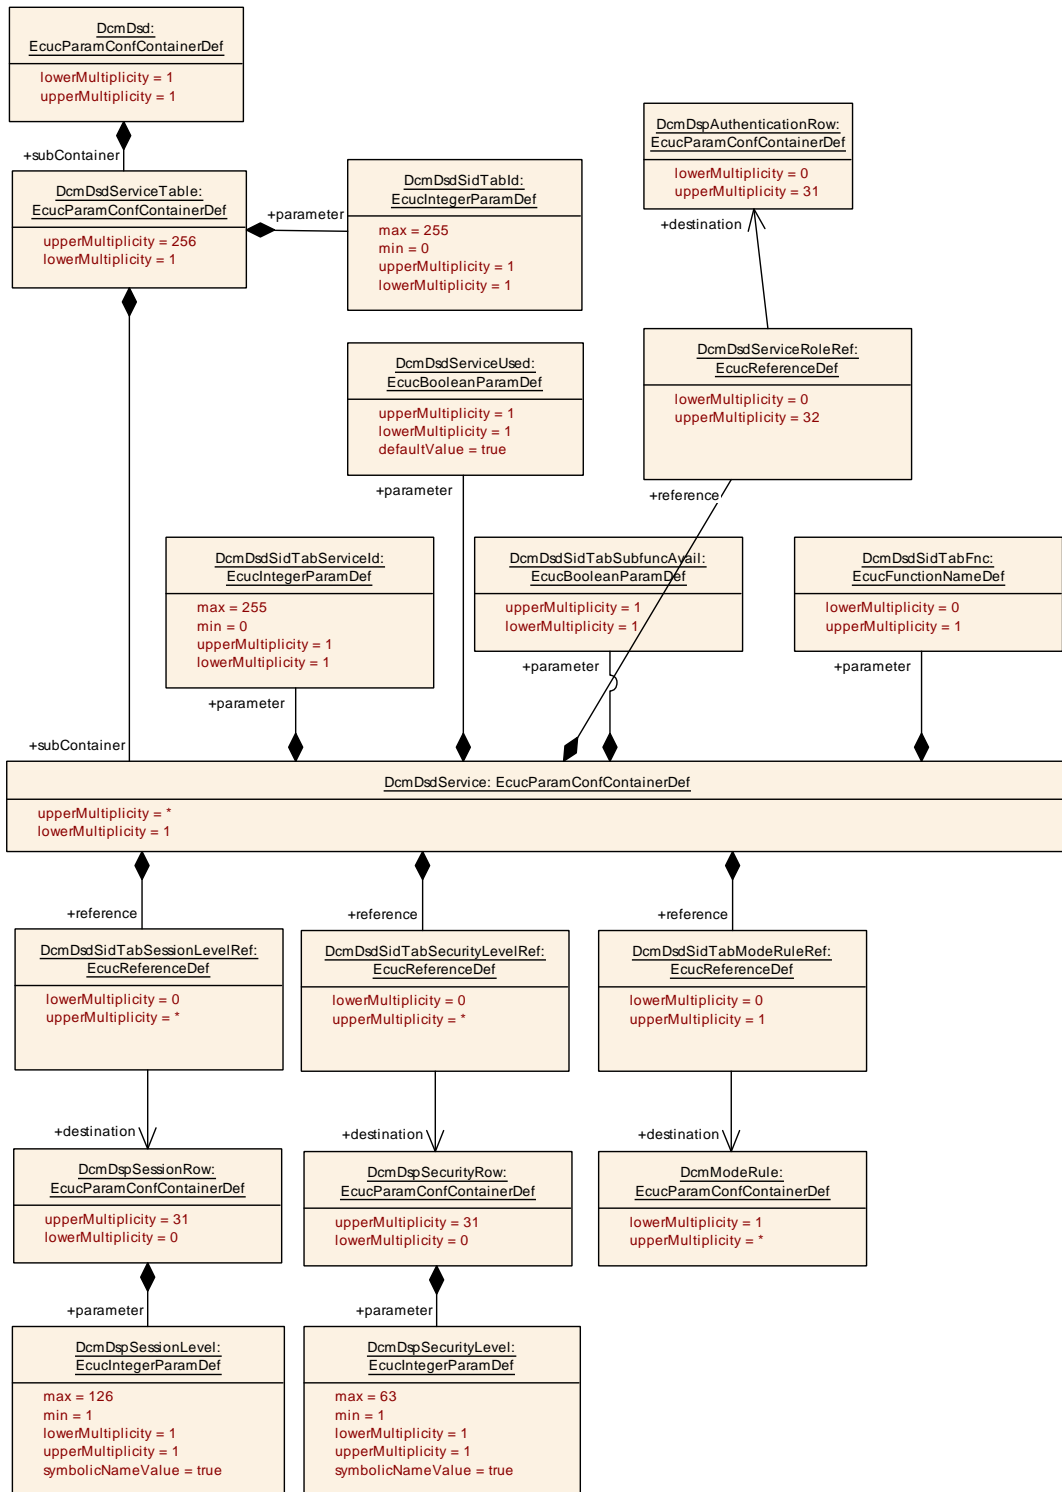 DcmDsd:
EcucParamConfContainerDef
lowerMultiplicity = 1
upperMultiplicity = 1
+subContainer
DcmDsdServiceTable:
EcucParamConfContainerDef
upperMultiplicity = 256
lowerMultiplicity = 1
+parameter
DcmDsdSidTabId:
EcucIntegerParamDef
max = 255
min = 0
upperMultiplicity = 1
lowerMultiplicity = 1
DcmDspAuthenticationRow:
EcucParamConfContainerDef
lowerMultiplicity = 0
upperMultiplicity = 31
+destination
DcmDsdServiceUsed:
EcucBooleanParamDef
upperMultiplicity = 1
lowerMultiplicity = 1
defaultValue = true
+parameter
DcmDsdServiceRoleRef:
EcucReferenceDef
lowerMultiplicity = 0
upperMultiplicity = 32
+reference
DcmDsdSidTabServiceId:
EcucIntegerParamDef
max = 255
min = 0
upperMultiplicity = 1
lowerMultiplicity = 1
+parameter
DcmDsdSidTabSubfuncAvail:
EcucBooleanParamDef
upperMultiplicity = 1
lowerMultiplicity = 1
+parameter
DcmDsdSidTabFnc:
EcucFunctionNameDef
lowerMultiplicity = 0
upperMultiplicity = 1
+parameter
+subContainer
DcmDsdService: EcucParamConfContainerDef
upperMultiplicity = *
lowerMultiplicity = 1
+reference
DcmDsdSidTabSessionLevelRef:
EcucReferenceDef
lowerMultiplicity = 0
upperMultiplicity = *
+destination
+reference
DcmDsdSidTabSecurityLevelRef:
EcucReferenceDef
lowerMultiplicity = 0
upperMultiplicity = *
+destination
+reference
DcmDsdSidTabModeRuleRef:
EcucReferenceDef
lowerMultiplicity = 0
upperMultiplicity = 1
+destination
DcmDspSessionRow:
EcucParamConfContainerDef
upperMultiplicity = 31
lowerMultiplicity = 0
+parameter
DcmDspSecurityRow:
EcucParamConfContainerDef
upperMultiplicity = 31
lowerMultiplicity = 0
+parameter
DcmModeRule:
EcucParamConfContainerDef
lowerMultiplicity = 1
upperMultiplicity = *
DcmDspSessionLevel:
EcucIntegerParamDef
max = 126
min = 1
lowerMultiplicity = 1
upperMultiplicity = 1
symbolicNameValue = true
DcmDspSecurityLevel:
EcucIntegerParamDef
max = 63
min = 1
lowerMultiplicity = 1
upperMultiplicity = 1
symbolicNameValue = true